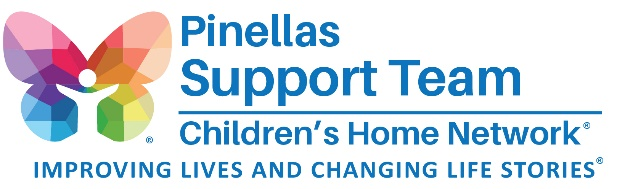 Pinellas
Support Team
®
Children's Home Network®
IMPROVING LIVES AND CHANGING LIFE STORIES®